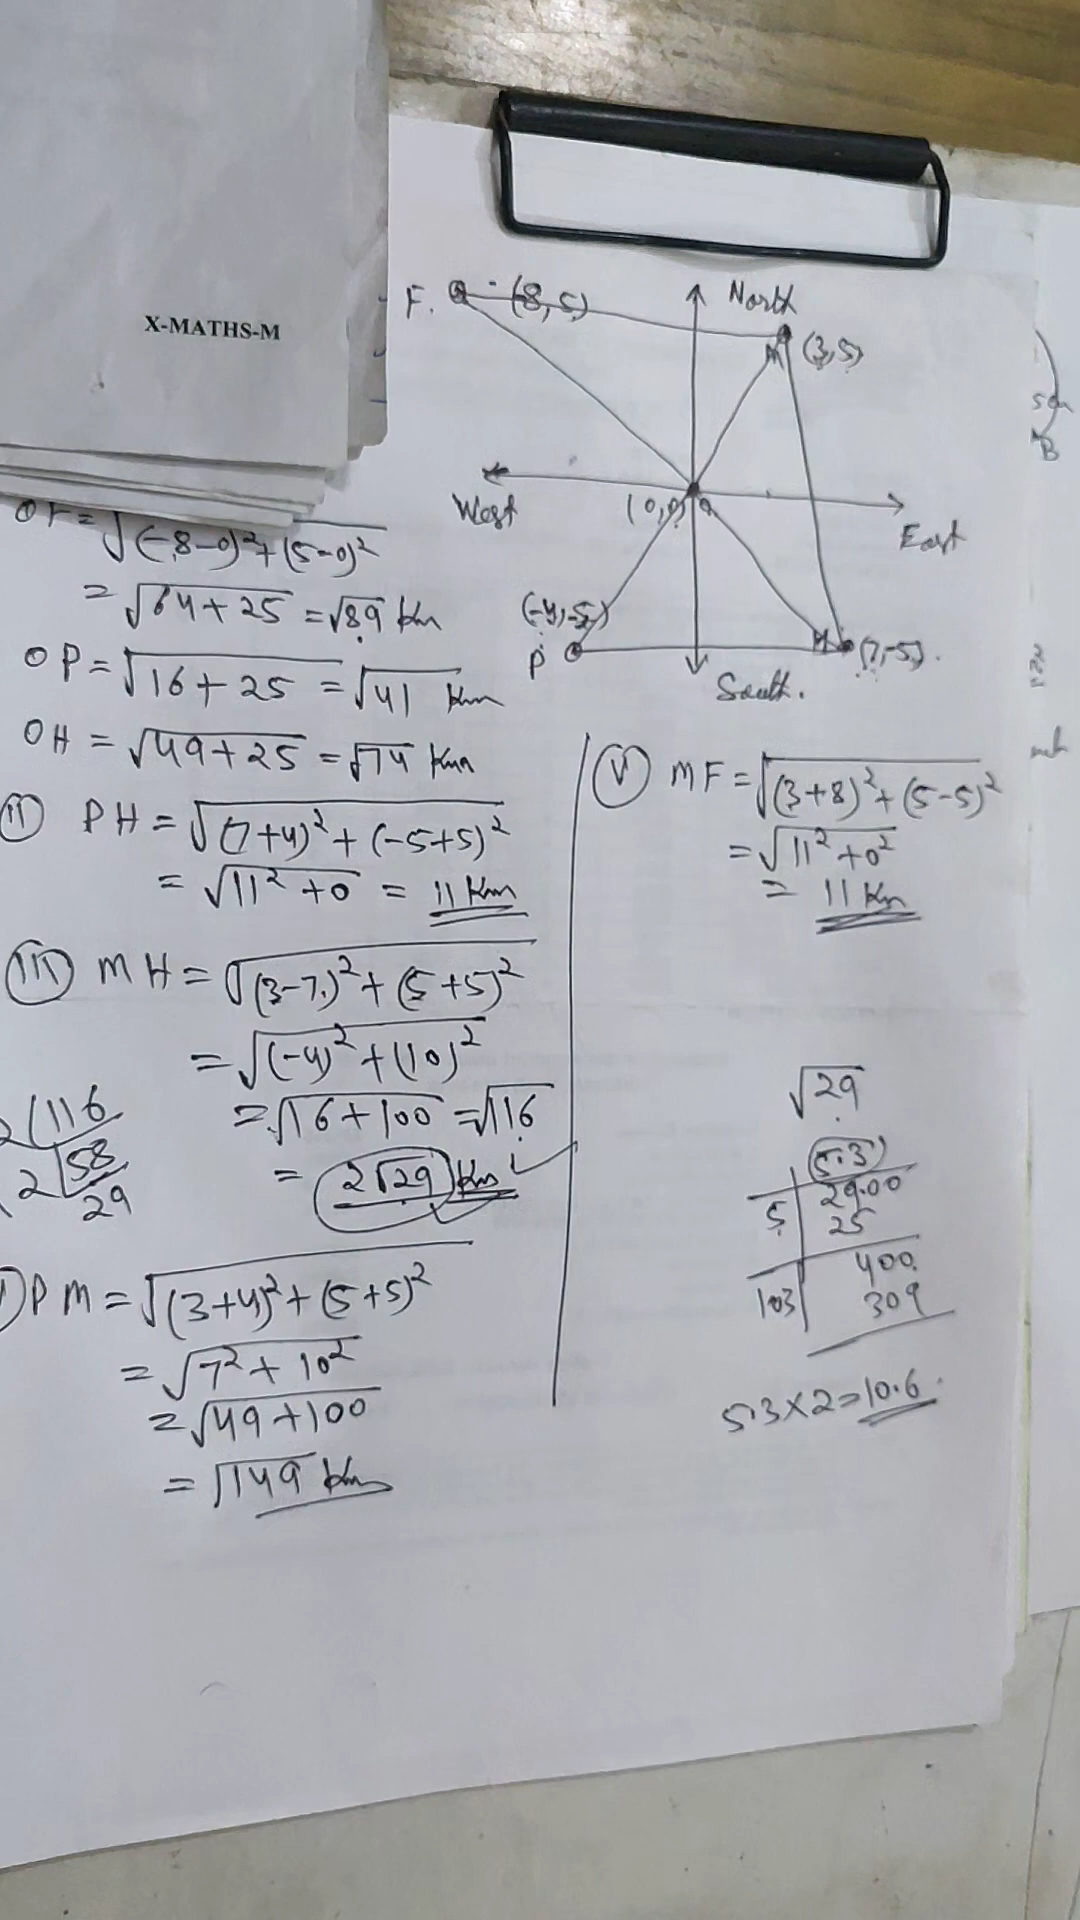 X-MATHS-M
F. (-8, 5)
North
M (3, 5)
West
(0, 0)
East
(-4, -5)
P
H (7, -5).
South.
OF = √(-8-0)² + (5-0)²
= √64 + 25 = √89 Km
OP = √16 + 25 = √41 Km
OH = √49 + 25 = √74 Km
(ii) PH = √(7+4)² + (-5+5)²
= √11² + 0 = 11 Km
(iii) MH = √(3-7)² + (5+5)²
= √(-4)² + (10)²
= √16 + 100 = √116
= 2√29 Km
2 | 116
2 | 58
29
PM = √(3+4)² + (5+5)²
= √7² + 10²
= √49 + 100
= √149 Km
(V) MF = √(3+8)² + (5-5)²
= √11² + 0²
= 11 Km
√29
5.3
5 | 29.00
25
400
103 | 309
5.3 × 2 = 10.6